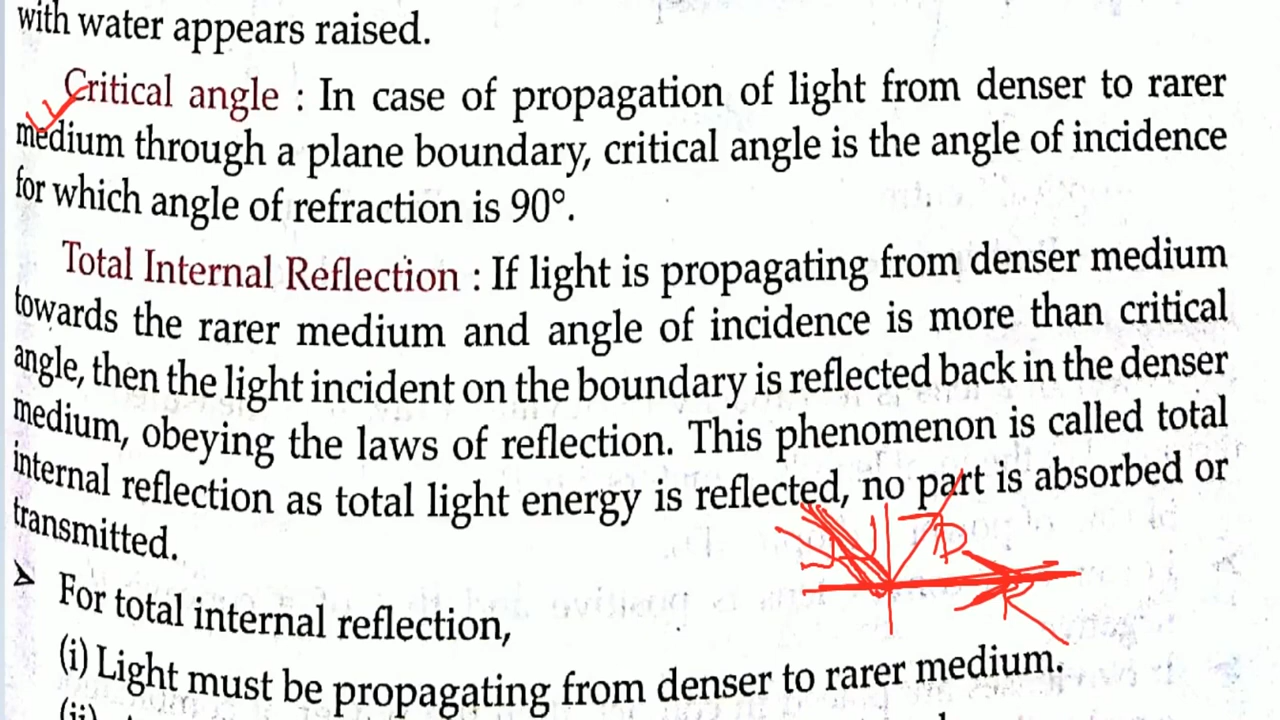 with water appears raised.
Critical angle : In case of propagation of light from denser to rarer
medium through a plane boundary, critical angle is the angle of incidence
for which angle of refraction is 90°.
Total Internal Reflection : If light is propagating from denser medium
towards the rarer medium and angle of incidence is more than critical
angle, then the light incident on the boundary is reflected back in the denser
medium, obeying the laws of reflection. This phenomenon is called total
internal reflection as total light energy is reflected, no part is absorbed or
transmitted.
D
R
➤ For total internal reflection,
(i) Light must be propagating from denser to rarer medium.
(ii)